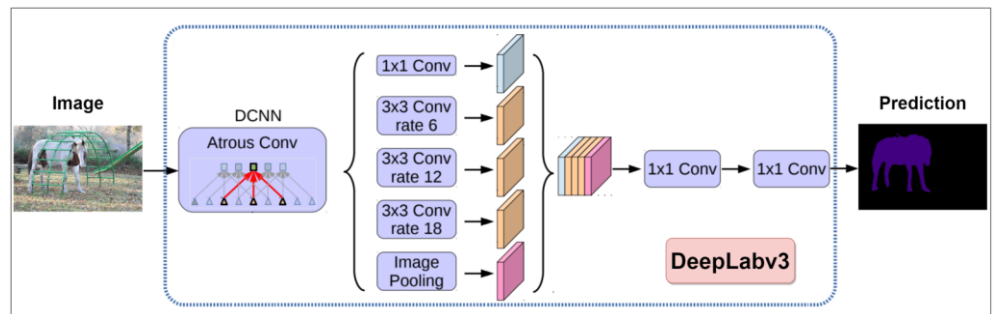 Image
DCNN
Atrous Conv
1x1 Conv
3x3 Conv
rate 6
3x3 Conv
rate 12
3x3 Conv
rate 18
Image
Pooling
1x1 Conv
1x1 Conv
DeepLabv3
Prediction